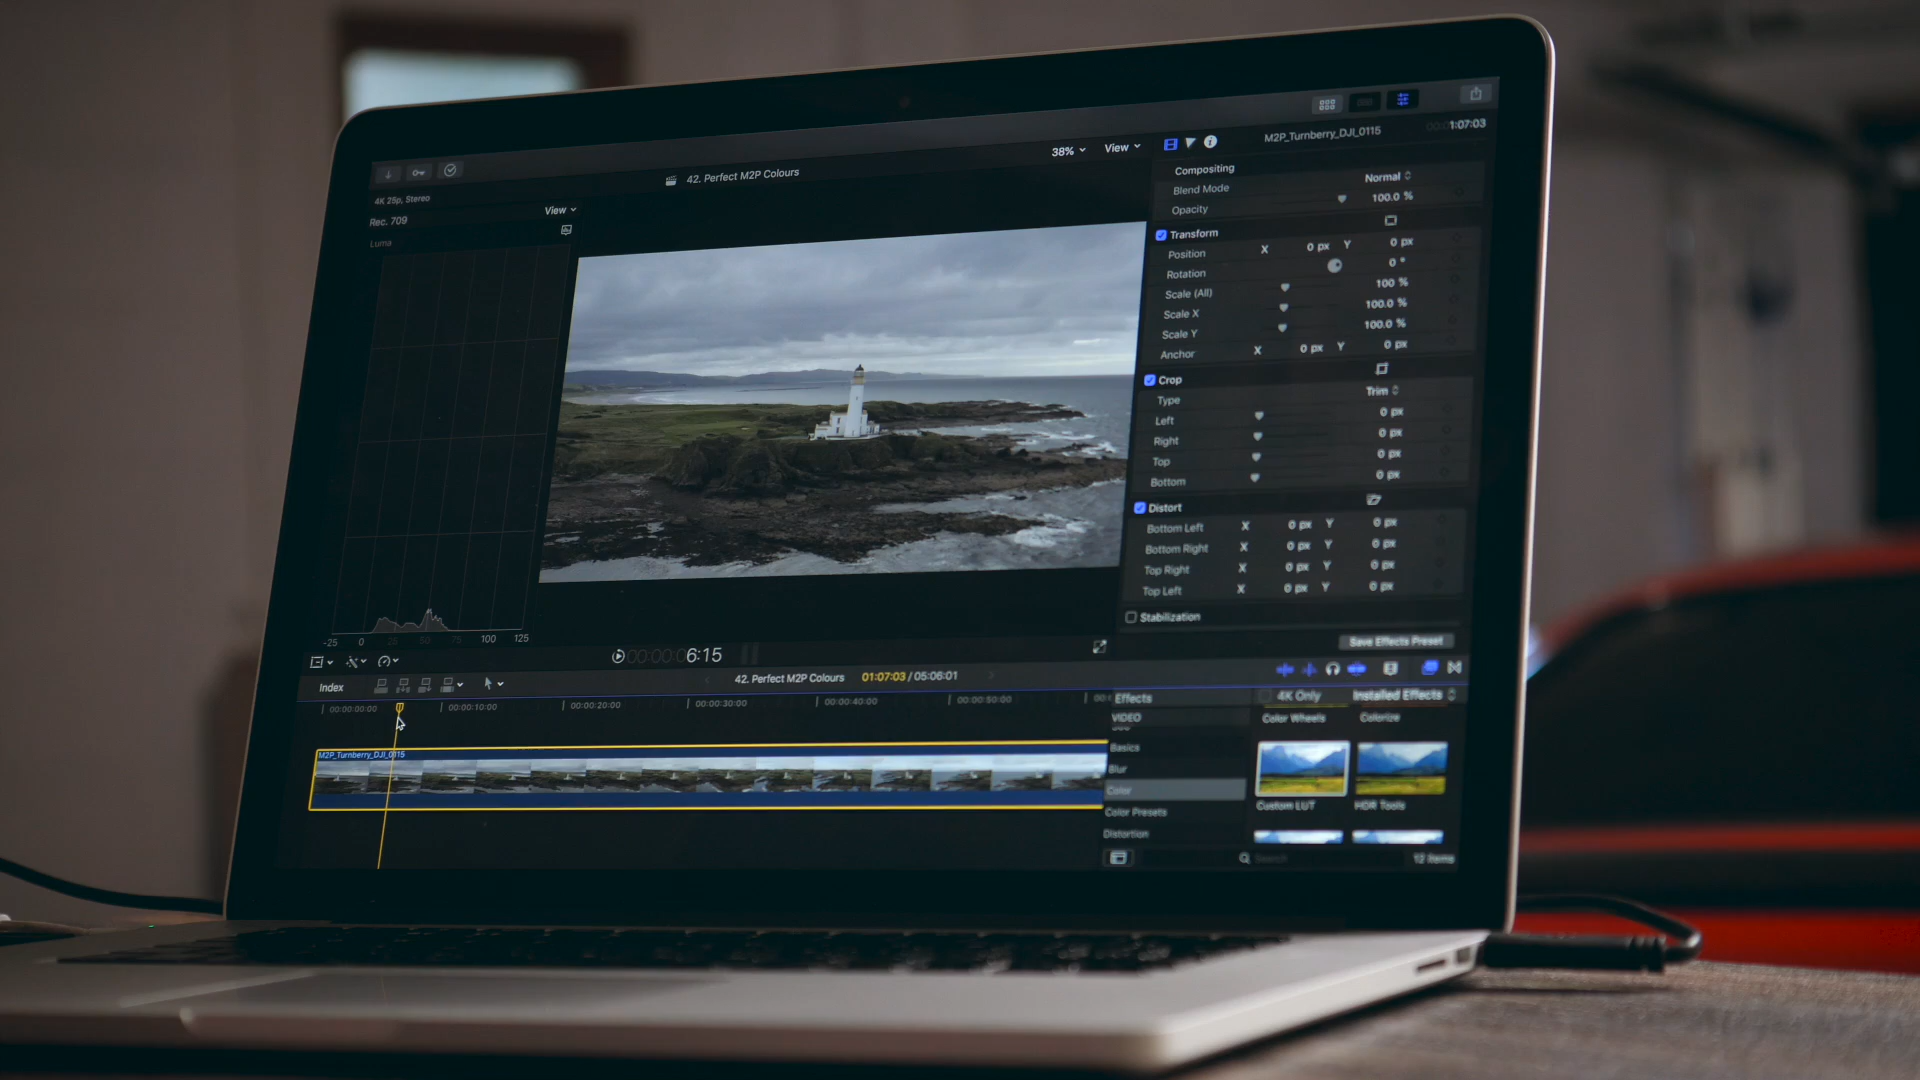 4K 25p, Stereo
42. Perfect M2P Colours
38%
View
Rec. 709
View
Luma
-25 0 25 50 75 100 125
M2P_Turnberry_DJI_0115
1:07:03
Compositing
Blend Mode Normal
Opacity 100.0 %
Transform
Position X 0 px Y 0 px
Rotation 0 °
Scale (All) 100 %
Scale X 100.0 %
Scale Y 100.0 %
Anchor X 0 px Y 0 px
Crop
Type Trim
Left 0 px
Right 0 px
Top 0 px
Bottom 0 px
Distort
Bottom Left X 0 px Y 0 px
Bottom Right X 0 px Y 0 px
Top Right X 0 px Y 0 px
Top Left X 0 px Y 0 px
Stabilization
Save Effects Preset
00:00:06:15
Index
42. Perfect M2P Colours
01:07:03 / 05:06:01
00:00:00:00 00:00:10:00 00:00:20:00 00:00:30:00 00:00:40:00 00:00:50:00
M2P_Turnberry_DJI_0115
Effects
4K Only
Installed Effects
VIDEO
Basics
Blur
Color
Color Presets
Distortion
Color Wheels
Colorize
Custom LUT
HDR Tools
Search
12 items